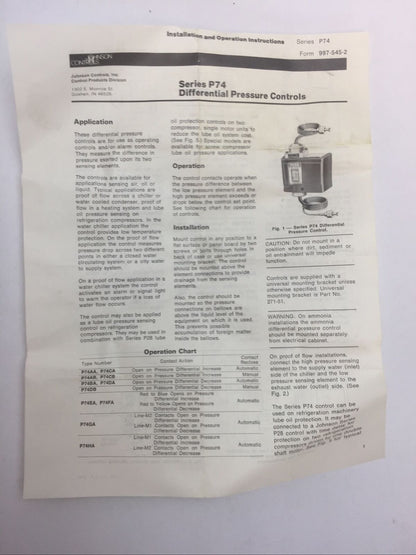 Installation and Operation Instructions
Series P74
Form 997-545-2
JOHNSON
CONTROLS
Johnson Controls, Inc.
Control Products Division
1302 E. Monroe St.
Goshen, IN 46526
Series P74
Differential Pressure Controls
Application
These differential pressure
controls are for use as operating
controls and/or alarm controls.
They measure the difference in
pressure exerted upon its two
sensing elements.
The controls are available for
applications sensing air, oil or
liquid. Typical applications are
proof of flow across a chiller or
water cooled condenser, proof of
flow in a heating system and lube
oil pressure sensing on
refrigeration compressors. In the
water chiller application the
control provides low temperature
protection. On the proof of flow
application the control measures
pressure drop across two different
points in either a closed water
circulating system or a city water
to supply system.
On a proof of flow application in a
water chiller system the control
activates an alarm or signal light
to warn the operator if a loss of
water flow occurs.
The control may also be applied
as a lube oil pressure sensing
control on refrigeration
compressors. They may be used in
combination with Series P28 lube
oil protection controls on two
compressor, single motor units to
reduce the lube oil system cost.
(See Fig. 5.) Special models are
available for screw compressor
lube oil pressure applications.
Operation
The control contacts operate when
the pressure difference between
the low pressure element and the
high pressure element exceeds or
drops below the control set point.
See following chart for operation
of controls.
Installation
Mount control in any position to a
flat surface or panel board by two
screws or bolts through holes in
back of case or use universal
mounting bracket. The control
should be mounted above the
element connections to provide
drainage from the sensing
elements.
Also, the control should be
mounted so the pressure
connections on bellows are
above the liquid level of the
equipment on which it is used.
This prevents possible
accumulation of foreign matter
inside the bellows.
Fig. 1 — Series P74 Differential
Pressure Control.
CAUTION: Do not mount in a
position where dirt, sediment or
oil entrainment will impede
function.
Controls are supplied with a
universal mounting bracket unless
otherwise specified. Universal
mounting bracket is Part No.
271-51.
WARNING: On ammonia
installations the ammonia
differential pressure control
should be mounted separately
from electrical cabinet.
On proof of flow installations,
connect the high pressure sensing
element to the supply water (inlet)
side of the chiller and the low
pressure sensing element to the
exhaust water (outlet) side. (See
Fig. 2.)
The Series P74 control can be
used on refrigeration machinery
lube oil protection. It may be
connected to a Johnson Series
P28 control with time delay for
protection on two
compressors driven by one double
shaft motor. (See Fig. 5 for typical
Operation Chart
Type Number Contact Action Contact Reclose
P74AA, P74CA Open on Pressure Differential Increase Automatic
P74AR, P74CB Open on Pressure Differential Increase Manual
P74BA, P74DA Open on Pressure Differential Decrease Automatic
P74DB Open on Pressure Differential Decrease Manual
P74EA, P74FA Red to Blue Opens on Pressure Differential Increase Automatic
Red to Yellow Opens on Pressure Differential Decrease
P74GA Line-M2 Contacts Open on Pressure Differential Increase Automatic
Line-M1 Contacts Open on Pressure Differential Decrease
P74HA Line-M1 Contacts Open on Pressure Differential Increase Automatic
Line-M2 Contacts Open on Pressure Differential Decrease